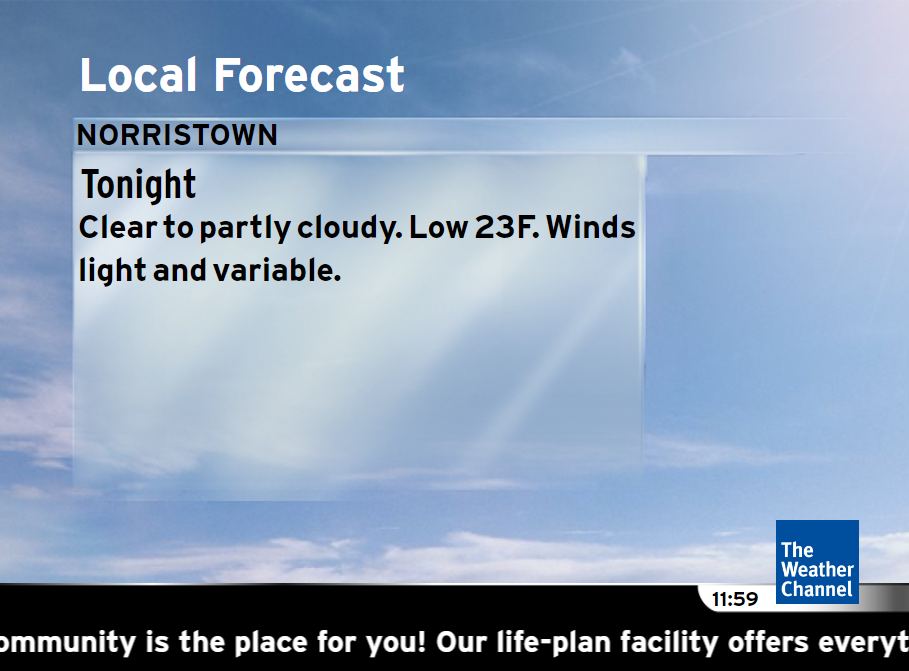 Local Forecast
NORRISTOWN
Tonight
Clear to partly cloudy. Low 23F. Winds
light and variable.
The
Weather
Channel
11:59
ommunity is the place for you! Our life-plan facility offers everyt